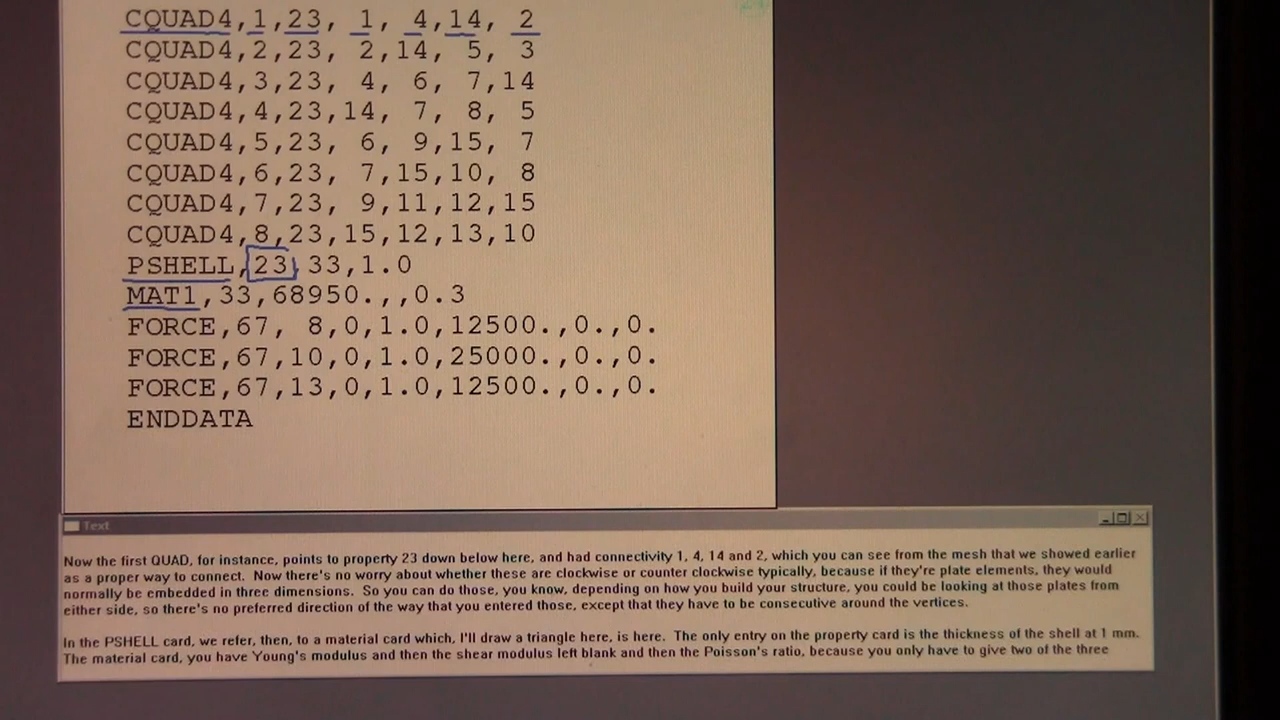 CQUAD4,1,23, 1, 4,14, 2
CQUAD4,2,23, 2,14, 5, 3
CQUAD4,3,23, 4, 6, 7,14
CQUAD4,4,23,14, 7, 8, 5
CQUAD4,5,23, 6, 9,15, 7
CQUAD4,6,23, 7,15,10, 8
CQUAD4,7,23, 9,11,12,15
CQUAD4,8,23,15,12,13,10
PSHELL,23, 33,1.0
MAT1,33,68950.,,0.3
FORCE,67, 8,0,1.0,12500.,0.,0.
FORCE,67,10,0,1.0,25000.,0.,0.
FORCE,67,13,0,1.0,12500.,0.,0.
ENDDATA
Text
Now the first QUAD, for instance, points to property 23 down below here, and had connectivity 1, 4, 14 and 2, which you can see from the mesh that we showed earlier
as a proper way to connect. Now there's no worry about whether these are clockwise or counter clockwise typically, because if they're plate elements, they would
normally be embedded in three dimensions. So you can do those, you know, depending on how you build your structure, you could be looking at those plates from
either side, so there's no preferred direction of the way that you entered those, except that they have to be consecutive around the vertices.
In the PSHELL card, we refer, then, to a material card which, I'll draw a triangle here, is here. The only entry on the property card is the thickness of the shell at 1 mm.
The material card, you have Young's modulus and then the shear modulus left blank and then the Poisson's ratio, because you only have to give two of the three